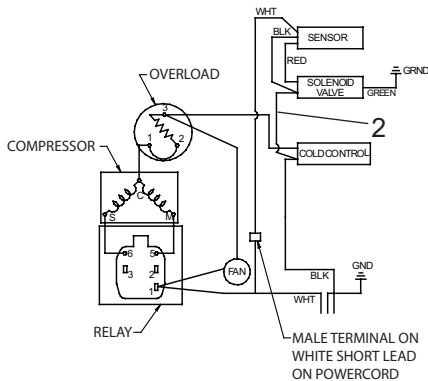 WHT
BLK
SENSOR
RED
GRND
SOLENOID
VALVE
GREEN
OVERLOAD
3
1
2
2
COLD CONTROL
COMPRESSOR
C
S
M
6
5
3
2
1
FAN
BLK
GND
WHT
RELAY
MALE TERMINAL ON
WHITE SHORT LEAD
ON POWERCORD